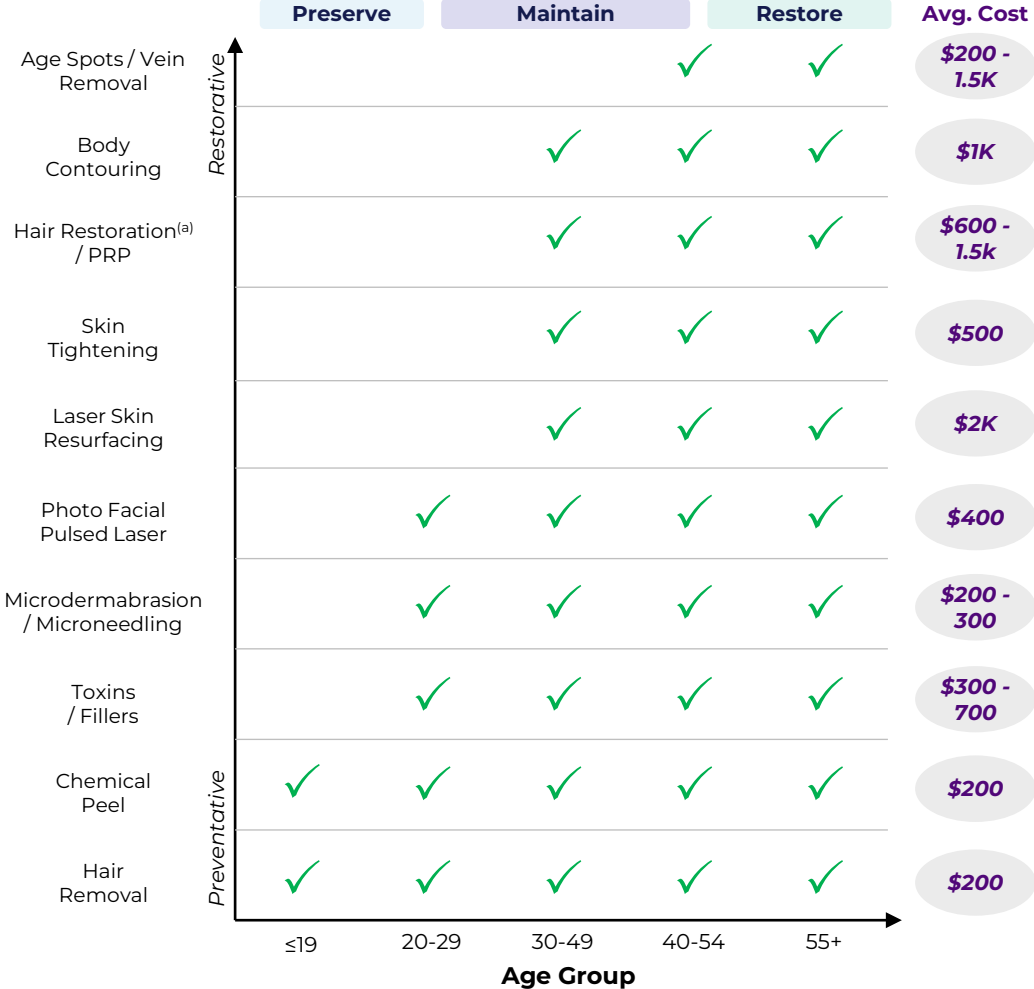 Preserve
Maintain
Restore
Avg. Cost
Restorative
Age Spots / Vein
Removal
$200 -
1.5K
Body
Contouring
$1K
Hair Restoration(a)
/ PRP
$600 -
1.5k
Skin
Tightening
$500
Laser Skin
Resurfacing
$2K
Photo Facial
Pulsed Laser
$400
Microdermabrasion
/ Microneedling
$200 -
300
Toxins
/ Fillers
$300 -
700
Preventative
Chemical
Peel
$200
Hair
Removal
$200
≤19
20-29
30-49
40-54
55+
Age Group